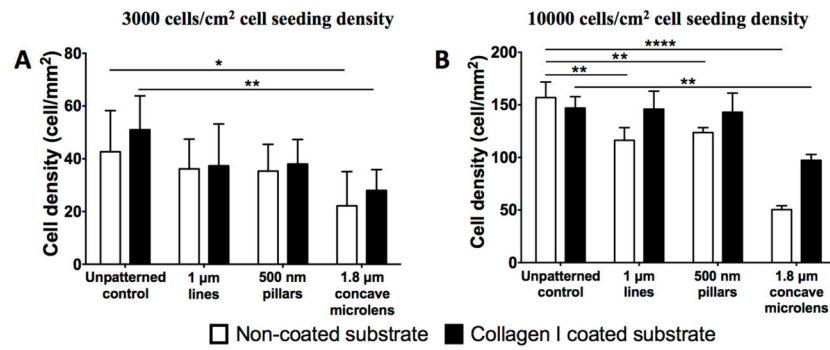 3000 cells/cm² cell seeding density
A
Cell density (cell/mm²)
80
60
40
20
0
*
**
Unpatterned control
1 μm lines
500 nm pillars
1.8 μm concave microlens
10000 cells/cm² cell seeding density
B
Cell density (cell/mm²)
200
150
100
50
0
****
**
**
**
Unpatterned control
1 μm lines
500 nm pillars
1.8 μm concave microlens
Non-coated substrate
Collagen I coated substrate